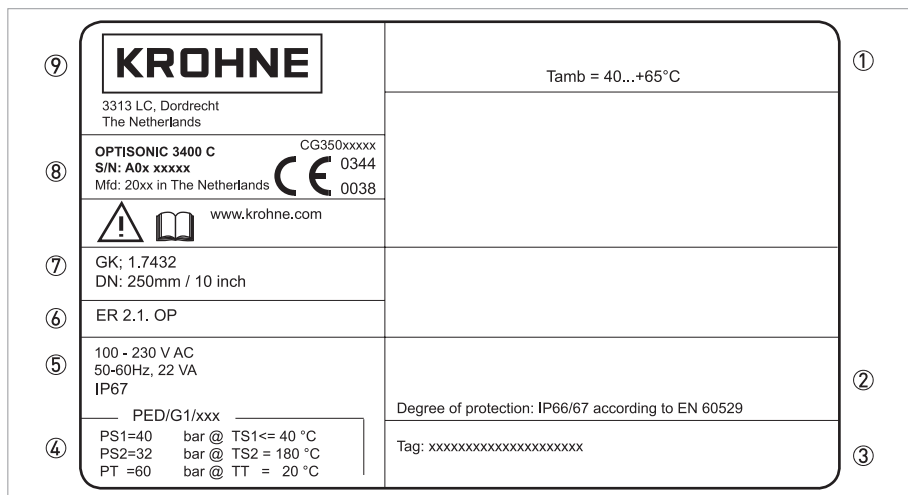 ⑨
KROHNE
3313 LC, Dordrecht
The Netherlands
⑧
OPTISONIC 3400 C
S/N: A0x xxxxx
Mfd: 20xx in The Netherlands
CG350xxxxx
CE 0344
0038
www.krohne.com
⑦
GK; 1.7432
DN: 250mm / 10 inch
⑥
ER 2.1. OP
⑤
100 - 230 V AC
50-60Hz, 22 VA
IP67
④
PED/G1/xxx
PS1=40 bar @ TS1<= 40 °C
PS2=32 bar @ TS2 = 180 °C
PT =60 bar @ TT = 20 °C
①
Tamb = 40...+65°C
②
Degree of protection: IP66/67 according to EN 60529
③
Tag: xxxxxxxxxxxxxxxxxxxxx